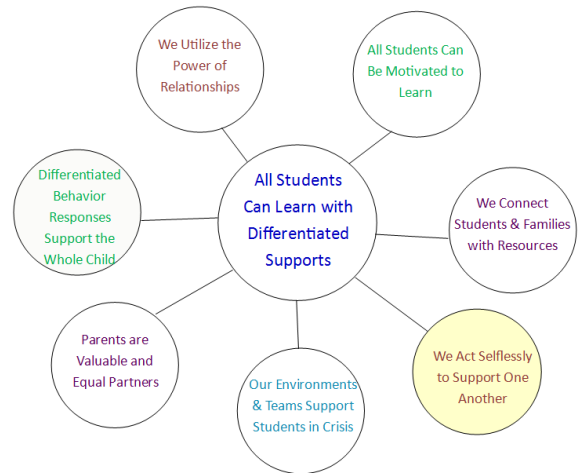 We Utilize the
Power of
Relationships
All Students Can
Be Motivated to
Learn
Differentiated
Behavior
Responses
Support the
Whole Child
All Students
Can Learn with
Differentiated
Supports
We Connect
Students & Families
with Resources
Parents are
Valuable and
Equal Partners
Our Environments
& Teams Support
Students in Crisis
We Act Selflessly
to Support One
Another